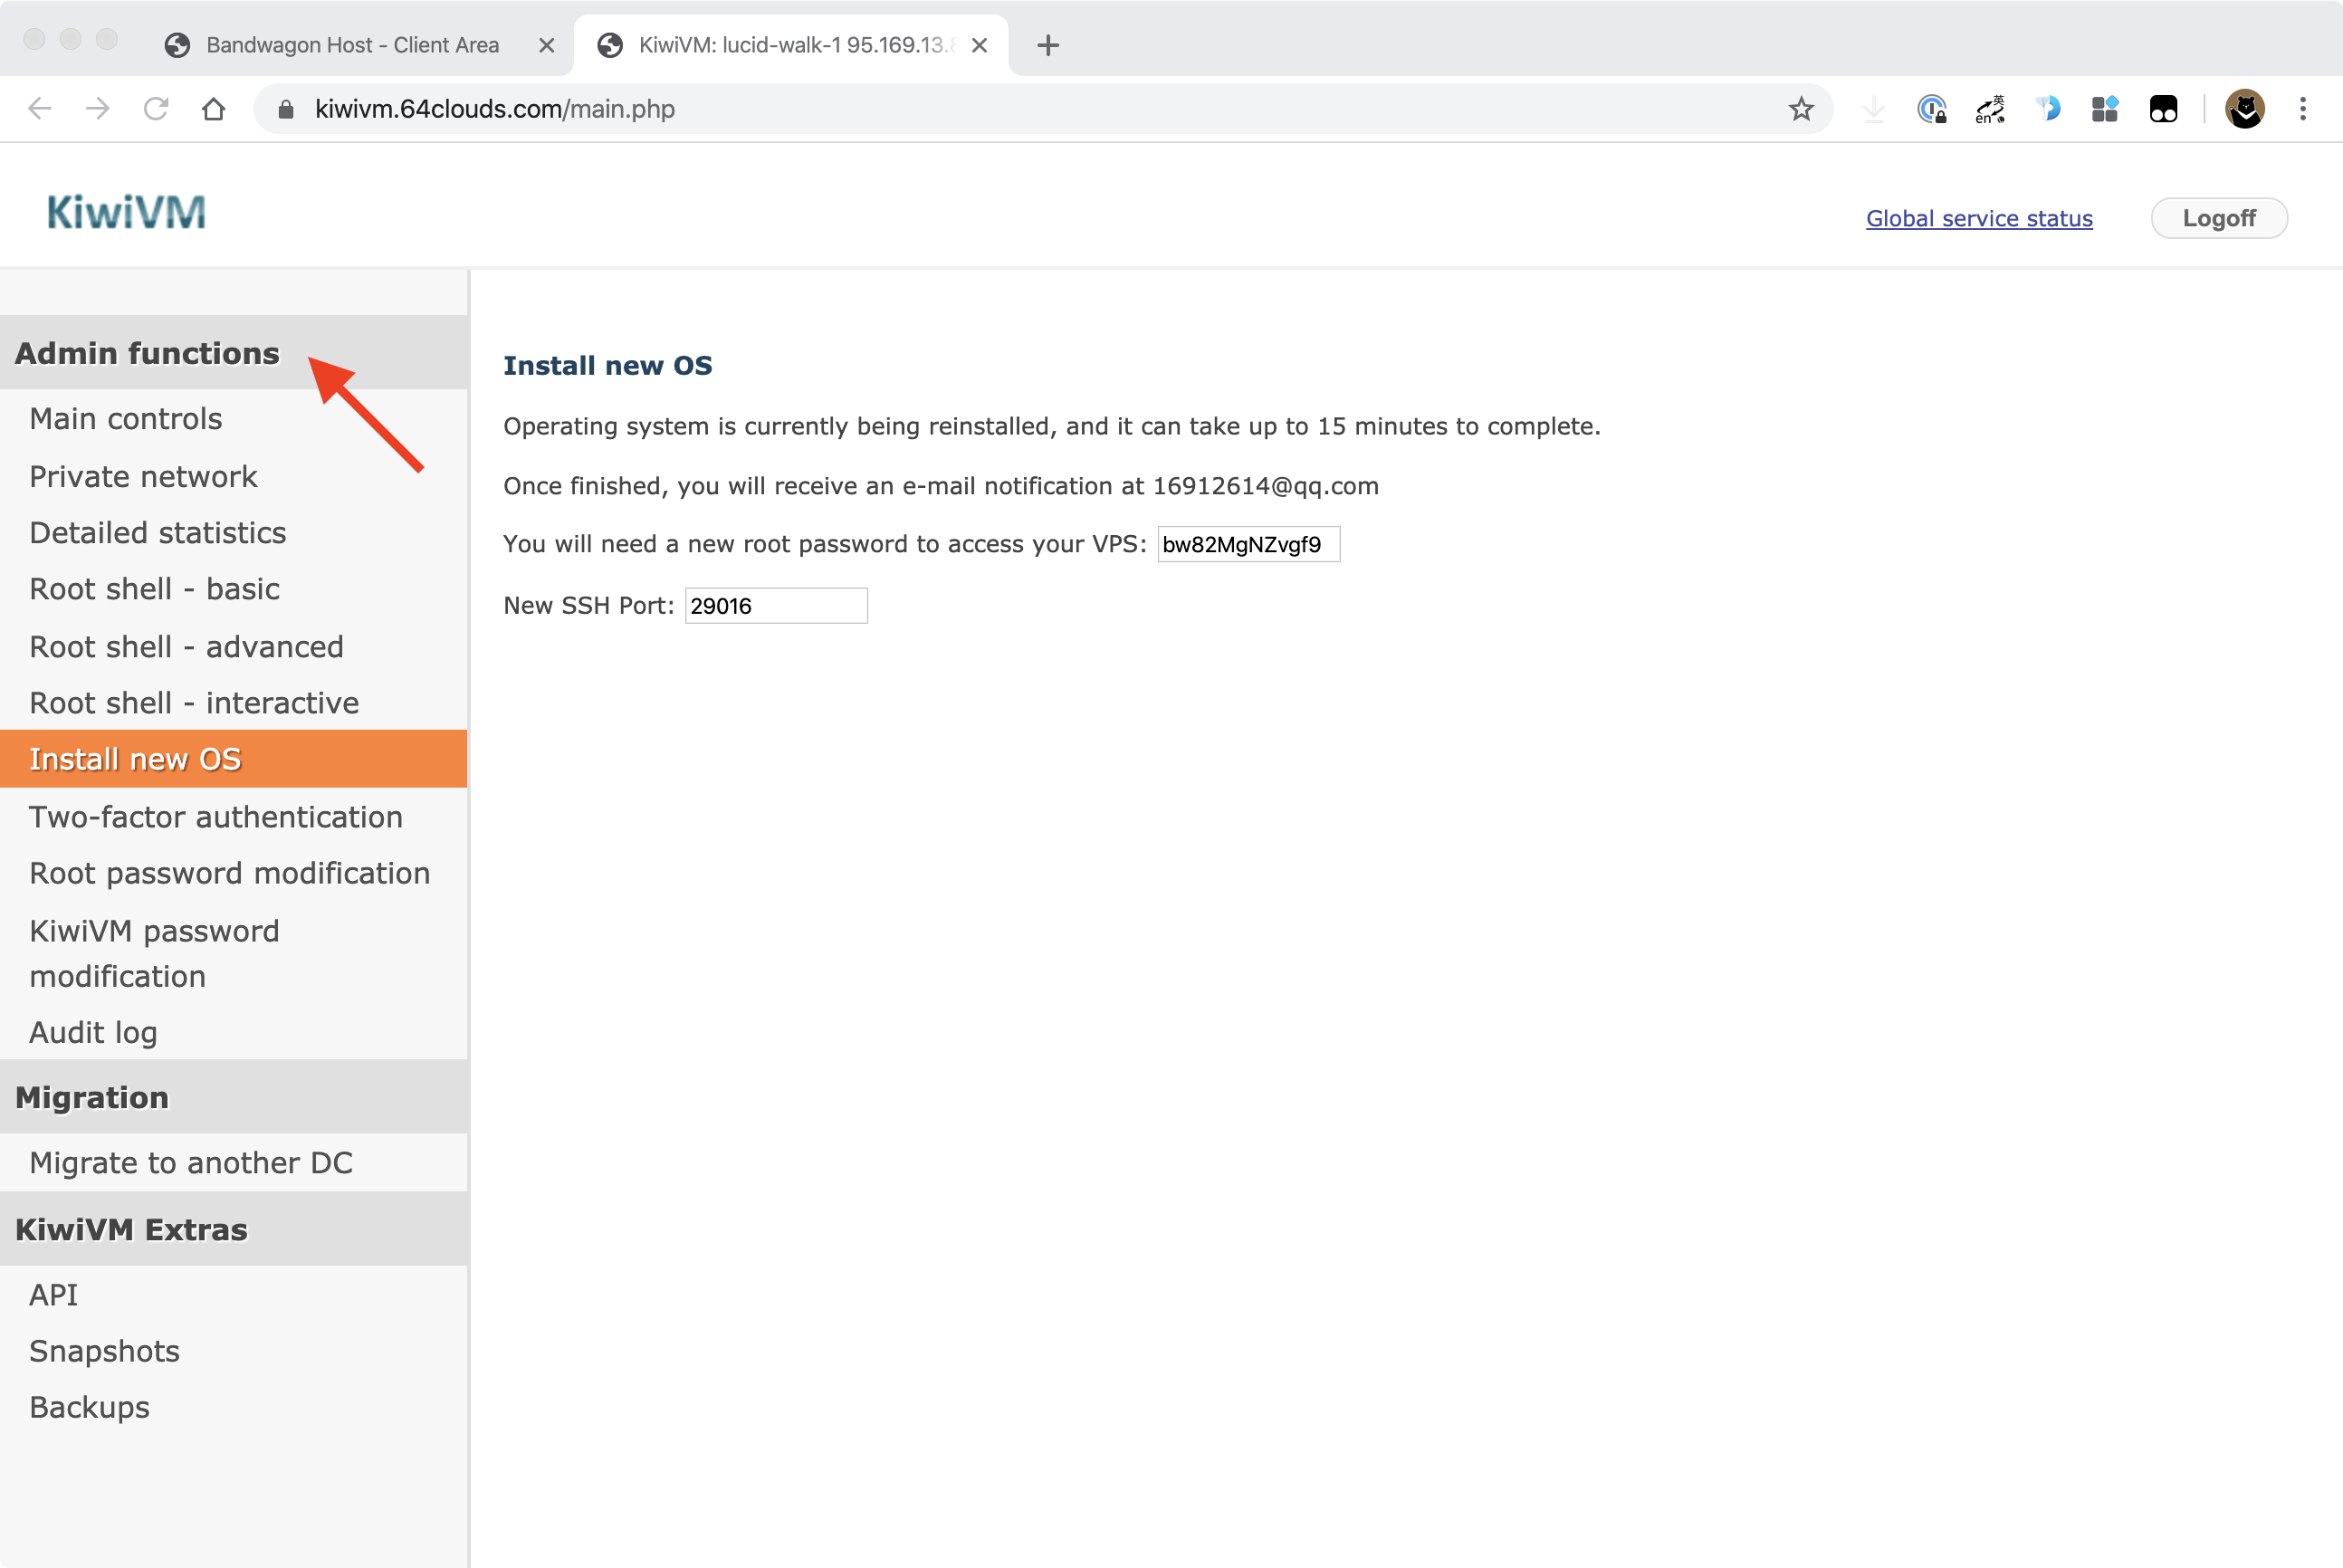 Bandwagon Host - Client Area
KiwiVM: lucid-walk-1 95.169.13.
kiwivm.64clouds.com/main.php
英
en
KiwiVM
Global service status
Logoff
Admin functions
Main controls
Private network
Detailed statistics
Root shell - basic
Root shell - advanced
Root shell - interactive
Install new OS
Two-factor authentication
Root password modification
KiwiVM password
modification
Audit log
Migration
Migrate to another DC
KiwiVM Extras
API
Snapshots
Backups
Install new OS
Operating system is currently being reinstalled, and it can take up to 15 minutes to complete.
Once finished, you will receive an e-mail notification at 16912614@qq.com
You will need a new root password to access your VPS: bw82MgNZvgf9
New SSH Port: 29016